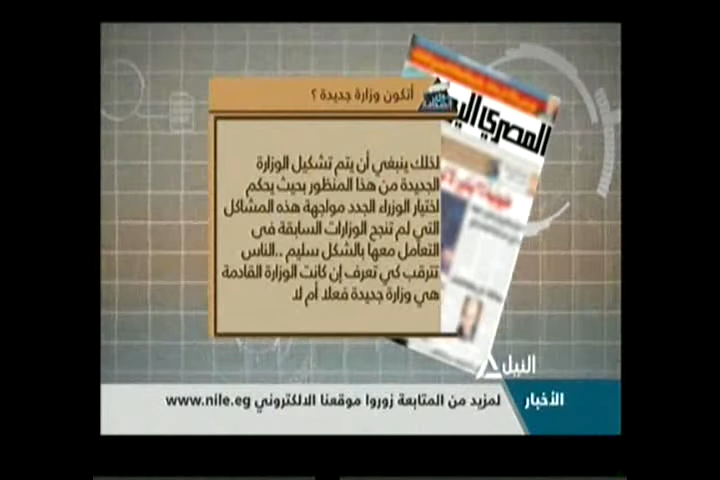 أتكون وزارة جديدة ؟
المصري الي
لذلك ينبغي أن يتم تشكيل الوزارة
الجديدة من هذا المنظور بحيث يحكم
اختيار الوزراء الجدد مواجهة هذه المشاكل
التي لم تنجح الوزارات السابقة فى
التعامل معها بالشكل سليم ..الناس
تترقب كي تعرف إن كانت الوزارة القادمة
هي وزارة جديدة فعلا أم لا
النيل
الأخبار
لمزيد من المتابعة زوروا موقعنا الالكتروني www.nile.eg